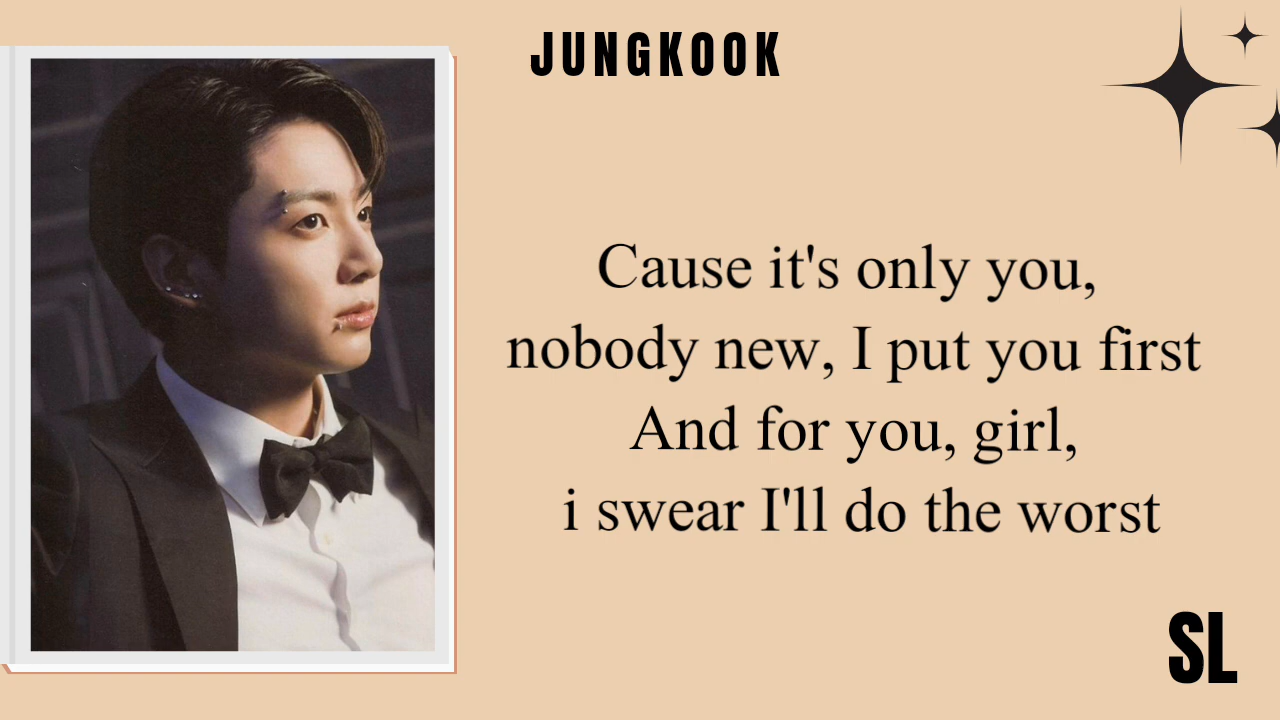 JUNGKOOK
Cause it's only you,
nobody new, I put you first
And for you, girl,
i swear I'll do the worst
SL